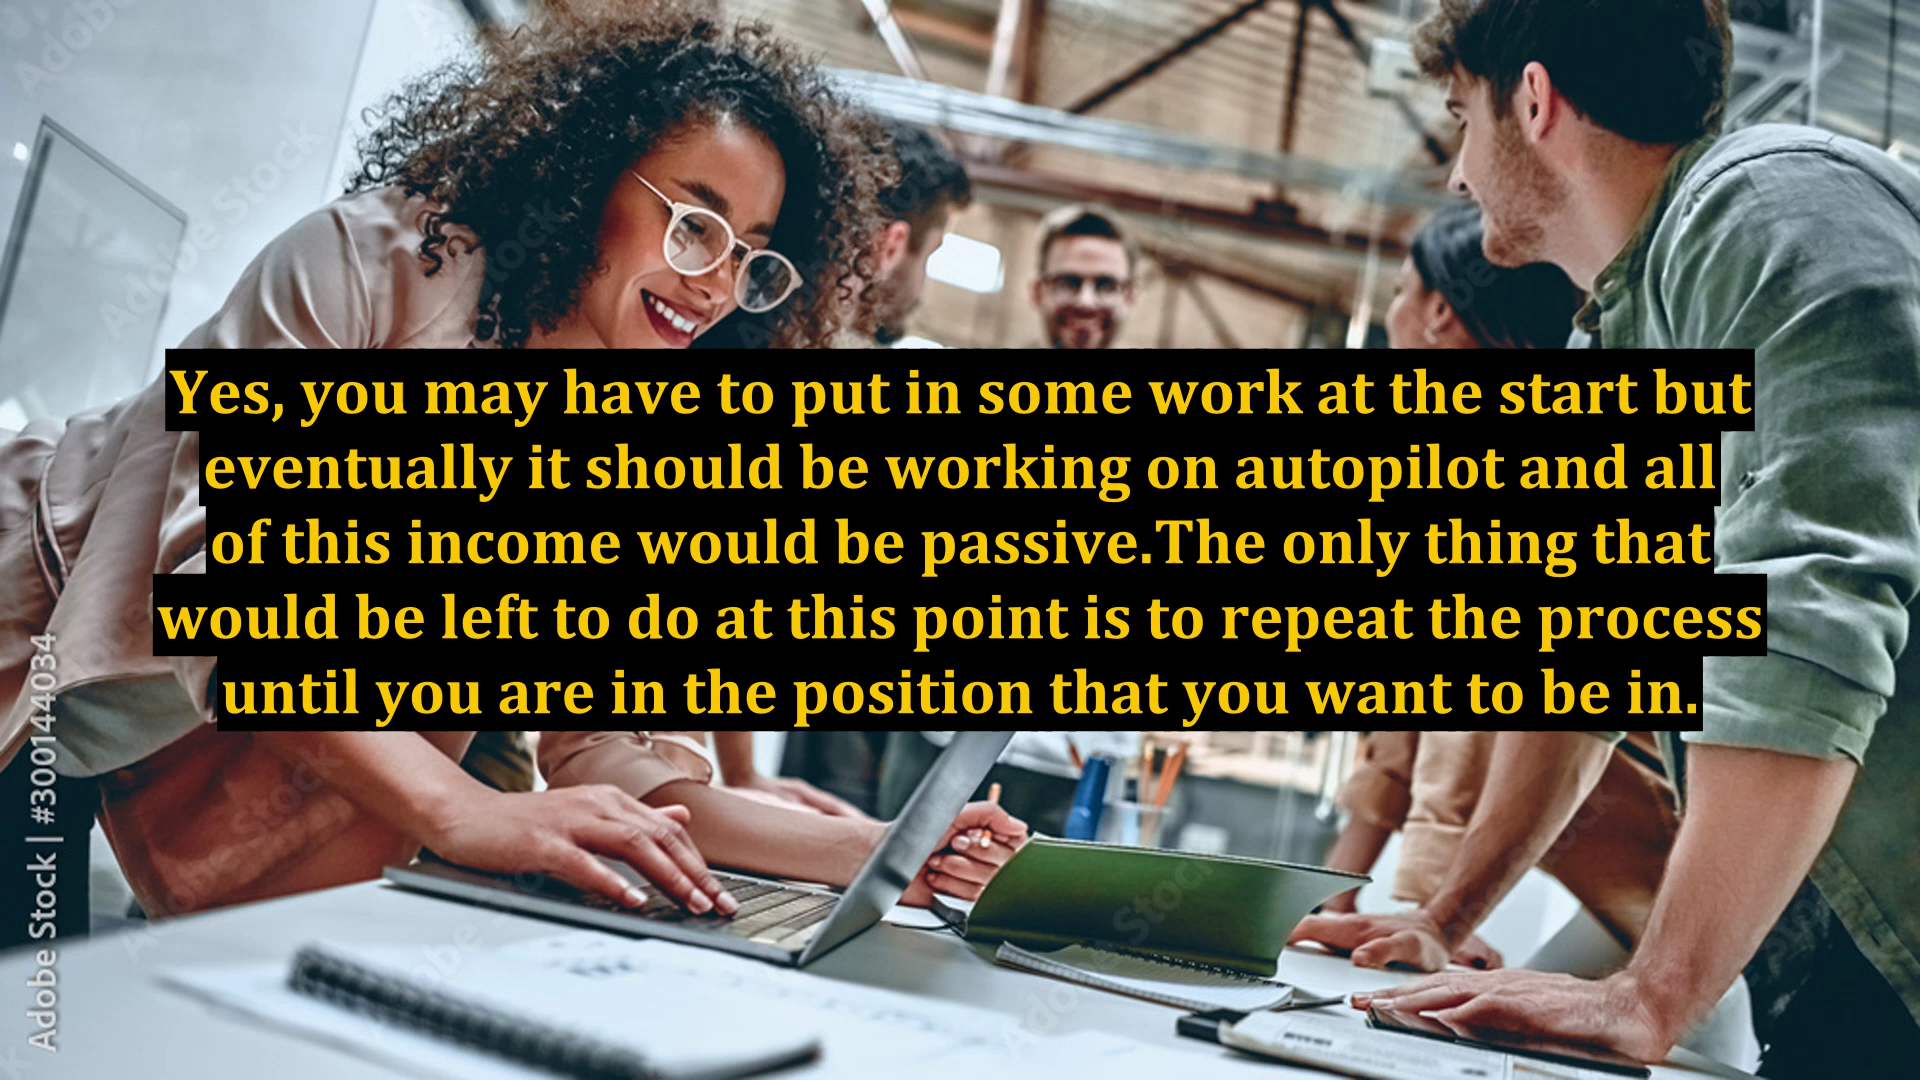 Yes, you may have to put in some work at the start but
eventually it should be working on autopilot and all
of this income would be passive.The only thing that
would be left to do at this point is to repeat the process
until you are in the position that you want to be in.
Adobe Stock | #300144034